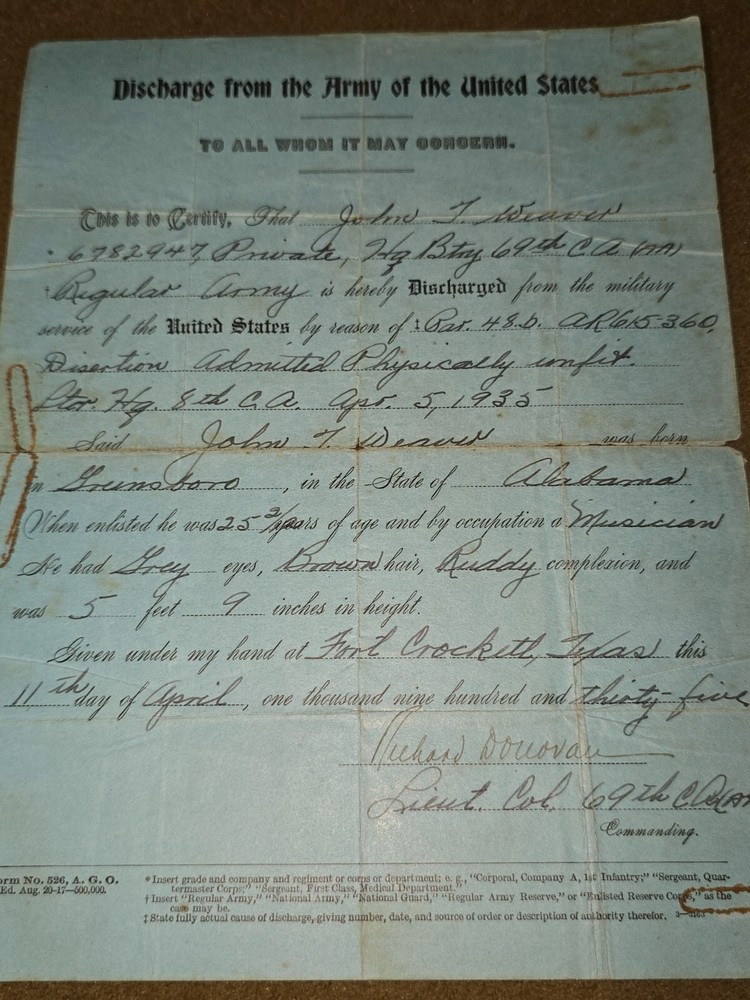 Discharge from the Army of the United States
TO ALL WHOM IT MAY CONCERN.
This is to Certify, That John T. Weaver
* 6782947, Private, Hq Btry 69th C A (AA)
† Regular Army is hereby Discharged from the military
service of the United States by reason of ‡ Par. 48.b. AR 615-360,
Disertion Admitted Physically unfit.
Ltr. Hq. 8th C. A. Apr. 5, 1935
Said John T. Weaver was born
in Greensboro, in the State of Alabama
When enlisted he was 25 years of age and by occupation a Musician
He had Grey eyes, Brown hair, Ruddy complexion, and
was 5 feet 9 inches in height.
Given under my hand at Fort Crockett, Texas this
11th day of April, one thousand nine hundred and thirty five
Richard Donovan
Lieut. Col. 69th C A (AA
Commanding.
orm No. 526, A. G. O.
Ed. Aug. 20-17—500,000.
* Insert grade and company and regiment or corps or department; e. g., "Corporal, Company A, 1st Infantry;" "Sergeant, Quar-
termaster Corps;" "Sergeant, First Class, Medical Department."
† Insert "Regular Army," "National Army," "National Guard," "Regular Army Reserve," or "Enlisted Reserve Corps," as the
case may be.
‡ State fully actual cause of discharge, giving number, date, and source of order or description of authority therefor.